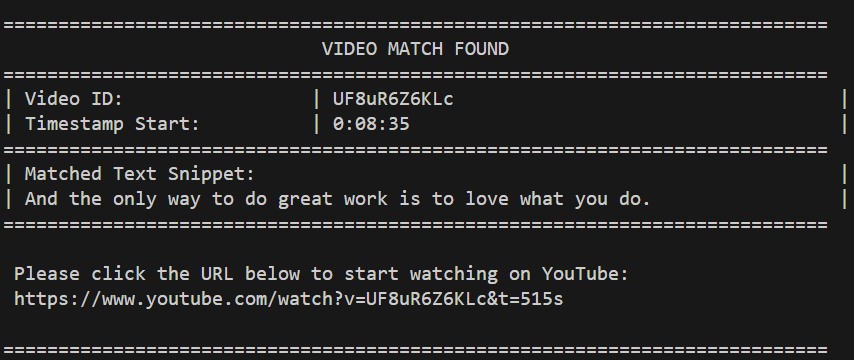 ============================================================================
VIDEO MATCH FOUND
============================================================================
| Video ID: | UF8uR6Z6KLc |
| Timestamp Start: | 0:08:35 |
============================================================================
| Matched Text Snippet: |
| And the only way to do great work is to love what you do. |
============================================================================
Please click the URL below to start watching on YouTube:
https://www.youtube.com/watch?v=UF8uR6Z6KLc&t=515s
============================================================================